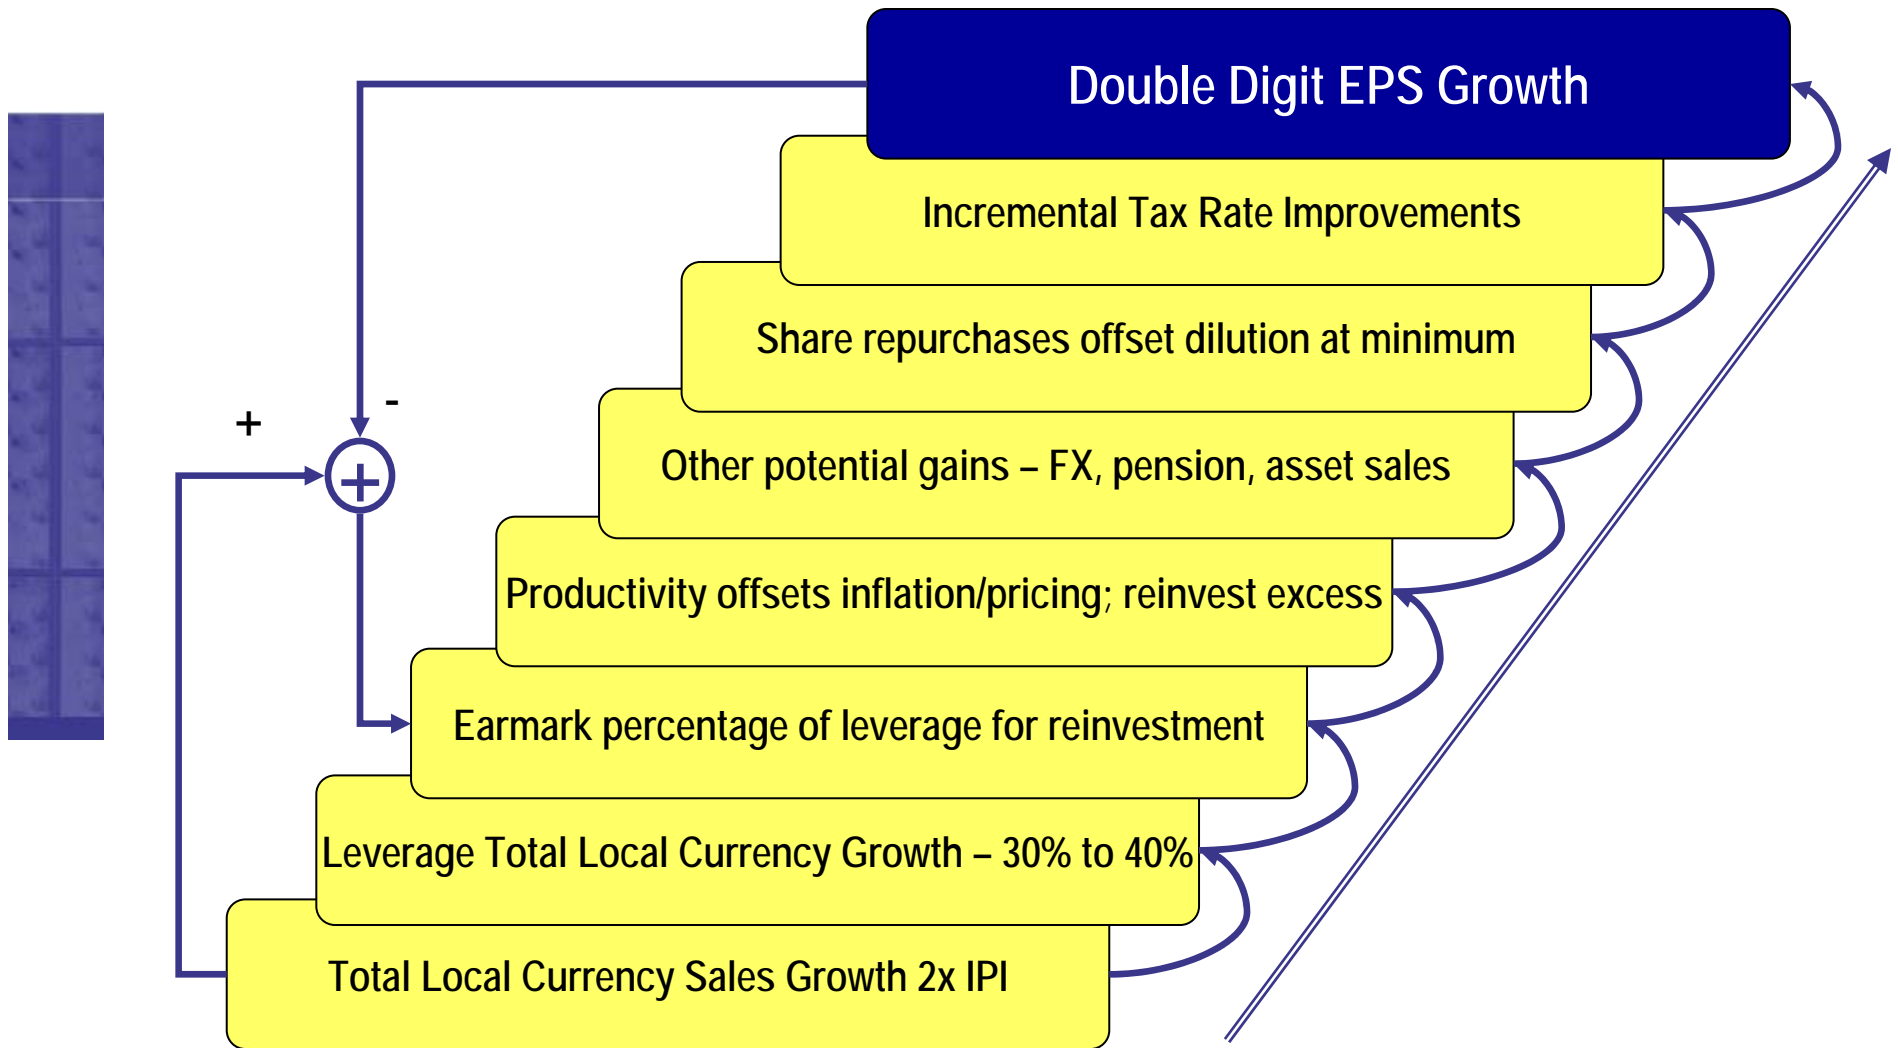 Double Digit EPS Growth
Incremental Tax Rate Improvements
Share repurchases offset dilution at minimum
-
+
Other potential gains – FX, pension, asset sales
+
Productivity offsets inflation/pricing; reinvest excess
Earmark percentage of leverage for reinvestment
Leverage Total Local Currency Growth – 30% to 40%
Total Local Currency Sales Growth 2x IPI